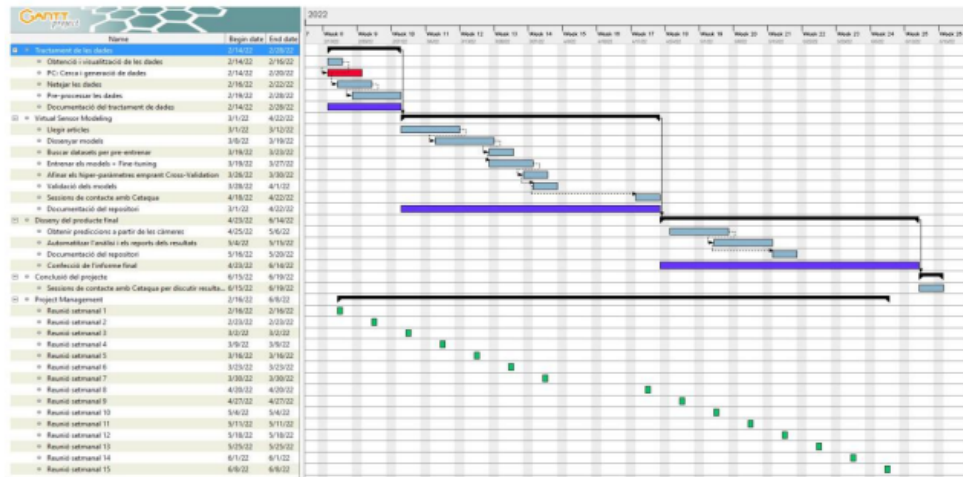 GANTT project
2022
Name Begin date End date
Week 8 Week 9 Week 10 Week 11 Week 12 Week 13 Week 14 Week 15 Week 16 Week 17 Week 18 Week 19 Week 20 Week 21 Week 22 Week 23 Week 24 Week 25 Week 26
Tractament de les dades 2/14/22 2/28/22
Obtenció i visualització de les dades 2/14/22 2/16/22
PC: Cerca i generació de dades 2/14/22 2/20/22
Netejar les dades 2/16/22 2/22/22
Pre-processar les dades 2/19/22 2/28/22
Documentació del tractament de dades 2/14/22 2/28/22
Virtual Sensor Modeling 3/1/22 4/22/22
Llegir articles 3/1/22 3/12/22
Dissenyar models 3/8/22 3/19/22
Buscar datasets per pre-entrenar 3/19/22 3/23/22
Entrenar els models + Fine-tuning 3/19/22 3/27/22
Afinar els hiper-paràmetres emprant Cross-Validation 3/26/22 3/30/22
Validació dels models 3/28/22 4/1/22
Sessions de contacte amb Cetaqua 4/18/22 4/22/22
Documentació del repositori 3/1/22 4/22/22
Disseny del producte final 4/23/22 6/14/22
Obtenir prediccions a partir de les càmeres 4/25/22 5/6/22
Automatitzar l'anàlisi i els reports dels resultats 5/4/22 5/15/22
Documentació del repositori 5/16/22 5/20/22
Confecció de l'informe final 4/23/22 6/14/22
Conclusió del projecte 6/15/22 6/19/22
Sessions de contacte amb Cetaqua per discutir resulta... 6/15/22 6/19/22
Project Management 2/16/22 6/8/22
Reunió setmanal 1 2/16/22 2/16/22
Reunió setmanal 2 2/23/22 2/23/22
Reunió setmanal 3 3/2/22 3/2/22
Reunió setmanal 4 3/9/22 3/9/22
Reunió setmanal 5 3/16/22 3/16/22
Reunió setmanal 6 3/23/22 3/23/22
Reunió setmanal 7 3/30/22 3/30/22
Reunió setmanal 8 4/20/22 4/20/22
Reunió setmanal 9 4/27/22 4/27/22
Reunió setmanal 10 5/4/22 5/4/22
Reunió setmanal 11 5/11/22 5/11/22
Reunió setmanal 12 5/18/22 5/18/22
Reunió setmanal 13 5/25/22 5/25/22
Reunió setmanal 14 6/1/22 6/1/22
Reunió setmanal 15 6/8/22 6/8/22